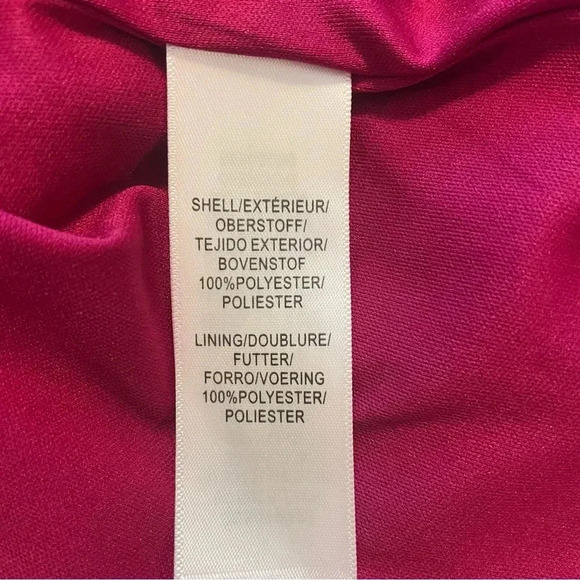 SHELL/EXTÉRIEUR/
OBERSTOFF/
TEJIDO EXTERIOR/
BOVENSTOF
100%POLYESTER/
POLIESTER
LINING/DOUBLURE/
FUTTER/
FORRO/VOERING
100%POLYESTER/
POLIESTER